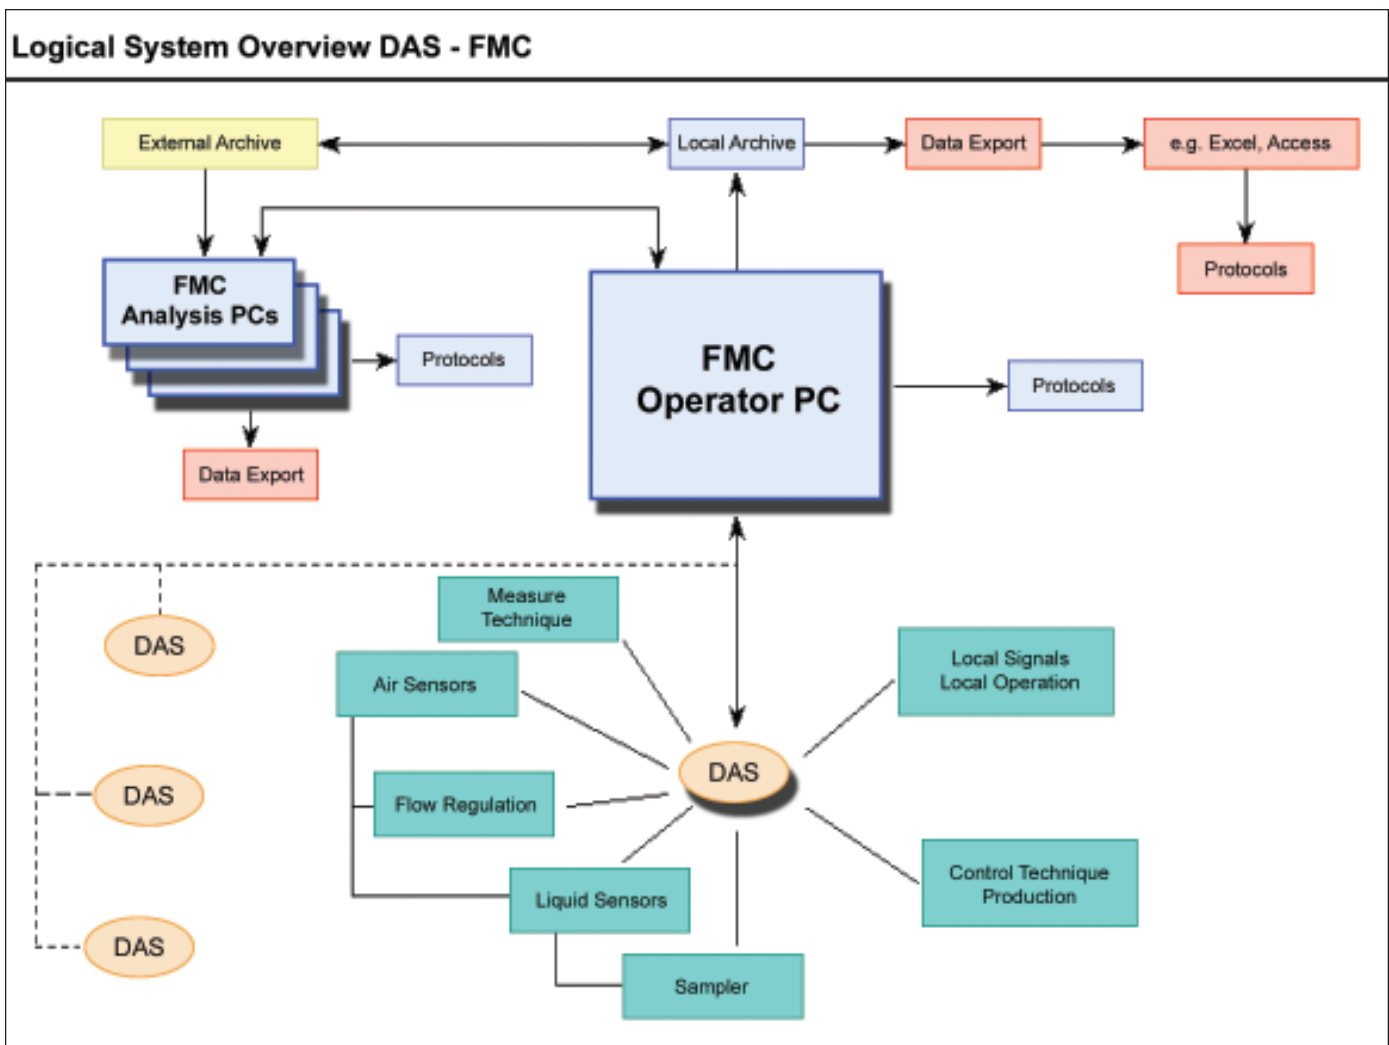 Logical System Overview DAS - FMC
External Archive
Local Archive
Data Export
e.g. Excel, Access
Protocols
FMC
Analysis PCs
Protocols
Data Export
FMC
Operator PC
Protocols
DAS
DAS
DAS
Measure
Technique
Air Sensors
Flow Regulation
Liquid Sensors
Sampler
DAS
Local Signals
Local Operation
Control Technique
Production